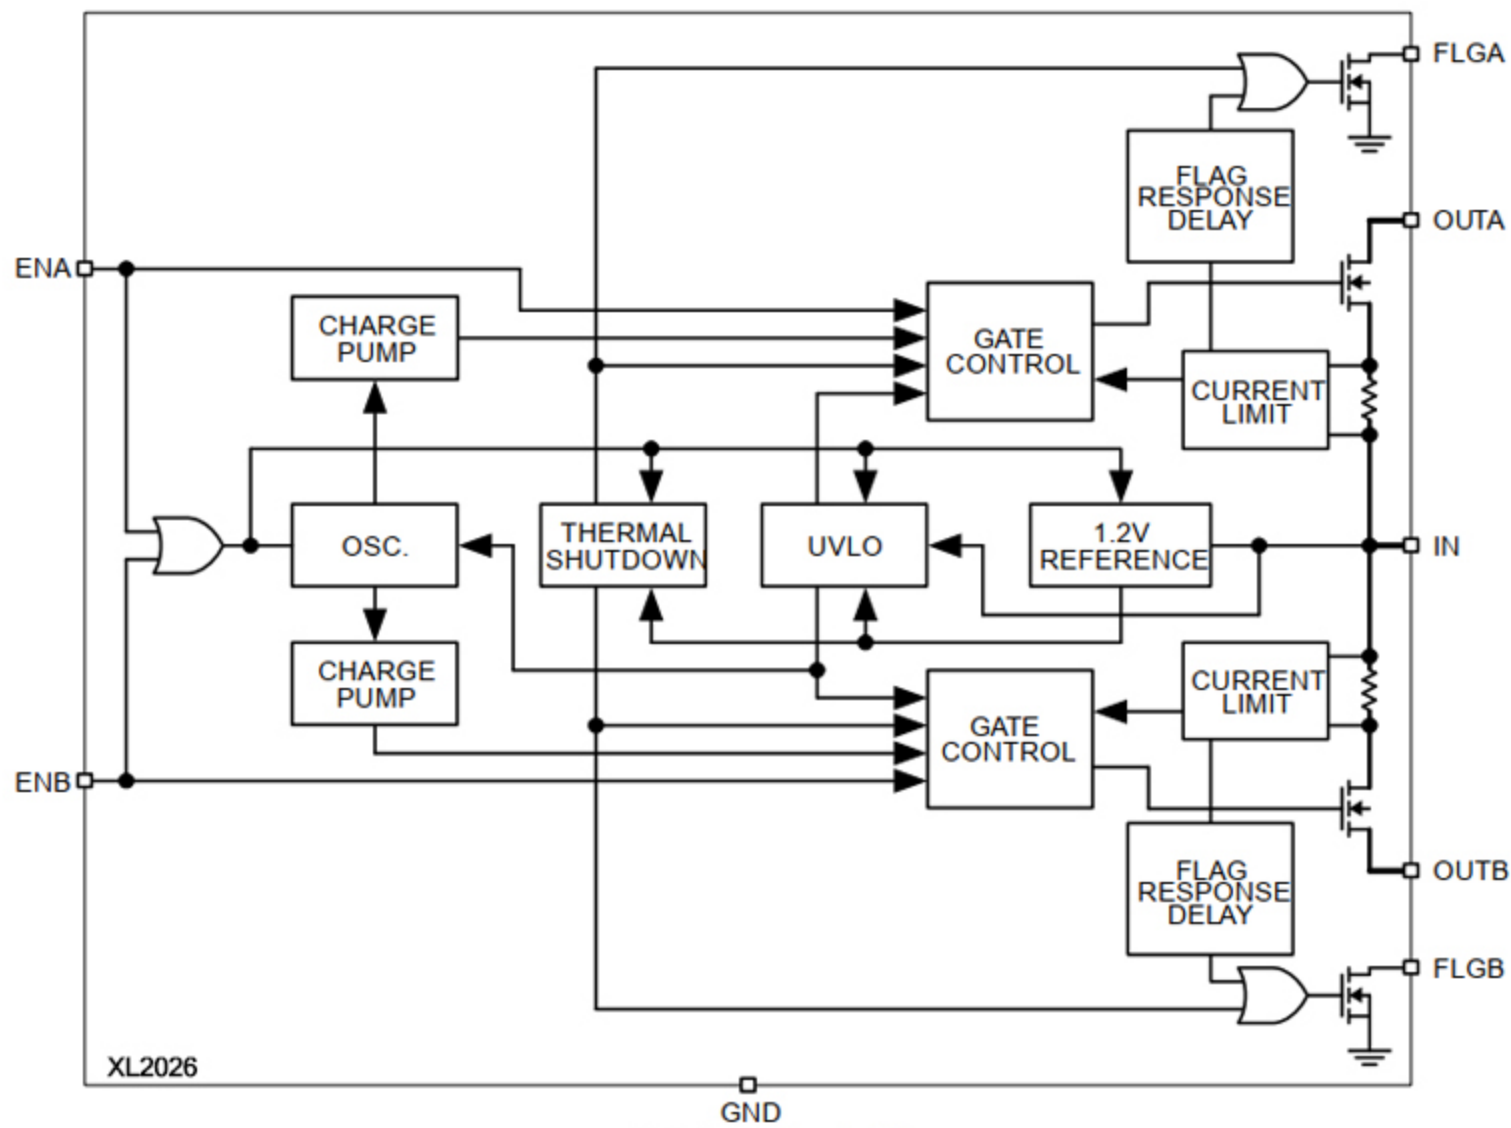 FLGA
FLAG
RESPONSE
DELAY
OUTA
ENA
CHARGE
PUMP
GATE
CONTROL
CURRENT
LIMIT
OSC.
THERMAL
SHUTDOWN
UVLO
1.2V
REFERENCE
IN
CHARGE
PUMP
CURRENT
LIMIT
GATE
CONTROL
ENB
FLAG
RESPONSE
DELAY
OUTB
FLGB
XL2026
GND